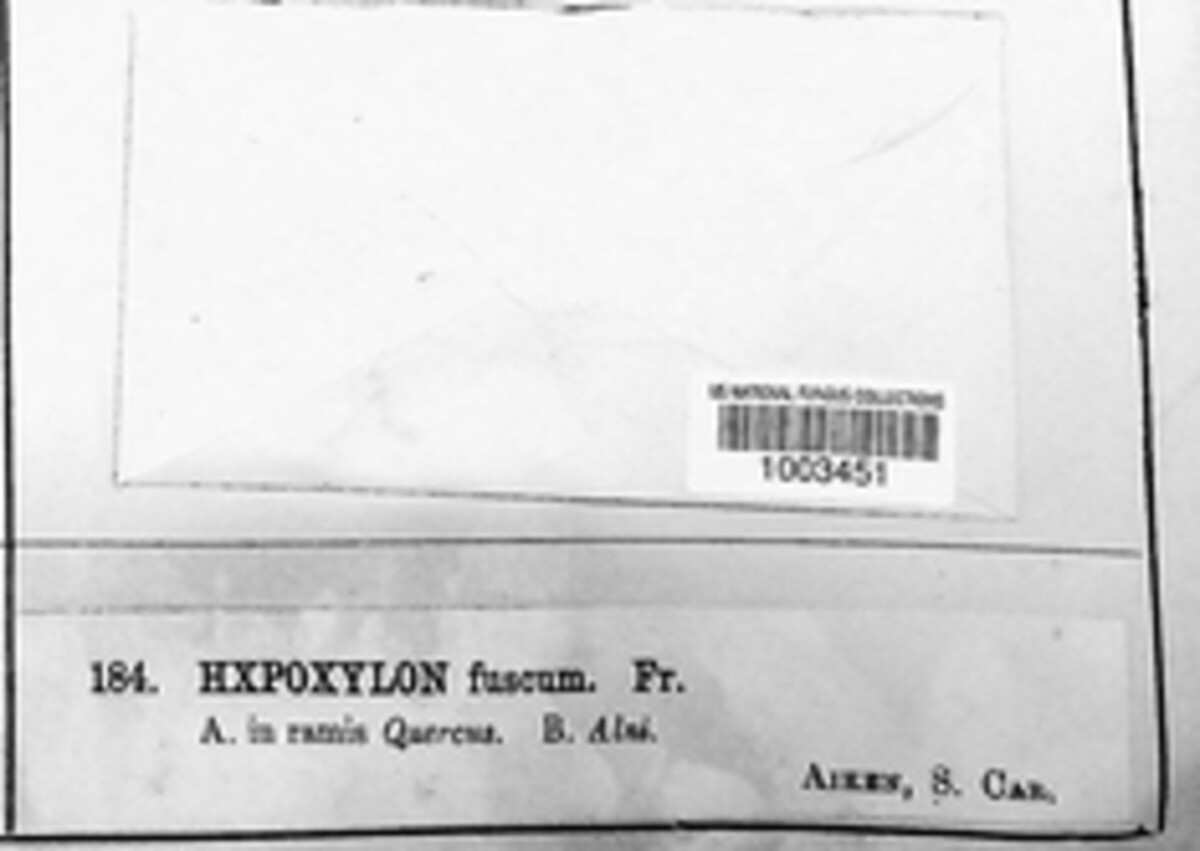 US NATIONAL FUNGUS COLLECTIONS
1003451
184. HXPOXYLON fuscum. Fr.
A. in ramis Quercus. B. Alni.
AIKEN, S. CAR.